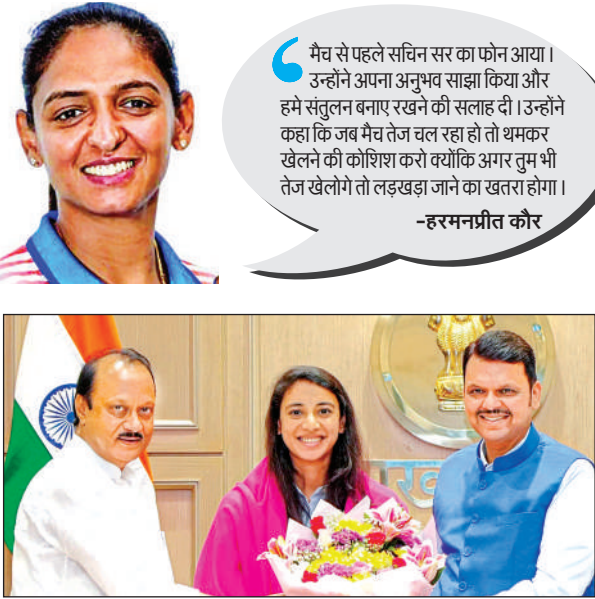 मैच से पहले सचिन सर का फोन आया।
उन्होंने अपना अनुभव साझा किया और
हमे संतुलन बनाए रखने की सलाह दी। उन्होंने
कहा कि जब मैच तेज चल रहा हो तो थमकर
खेलने की कोशिश करो क्योंकि अगर तुम भी
तेज खेलोगे तो लड़खड़ा जाने का खतरा होगा।
-हरमनप्रीत कौर